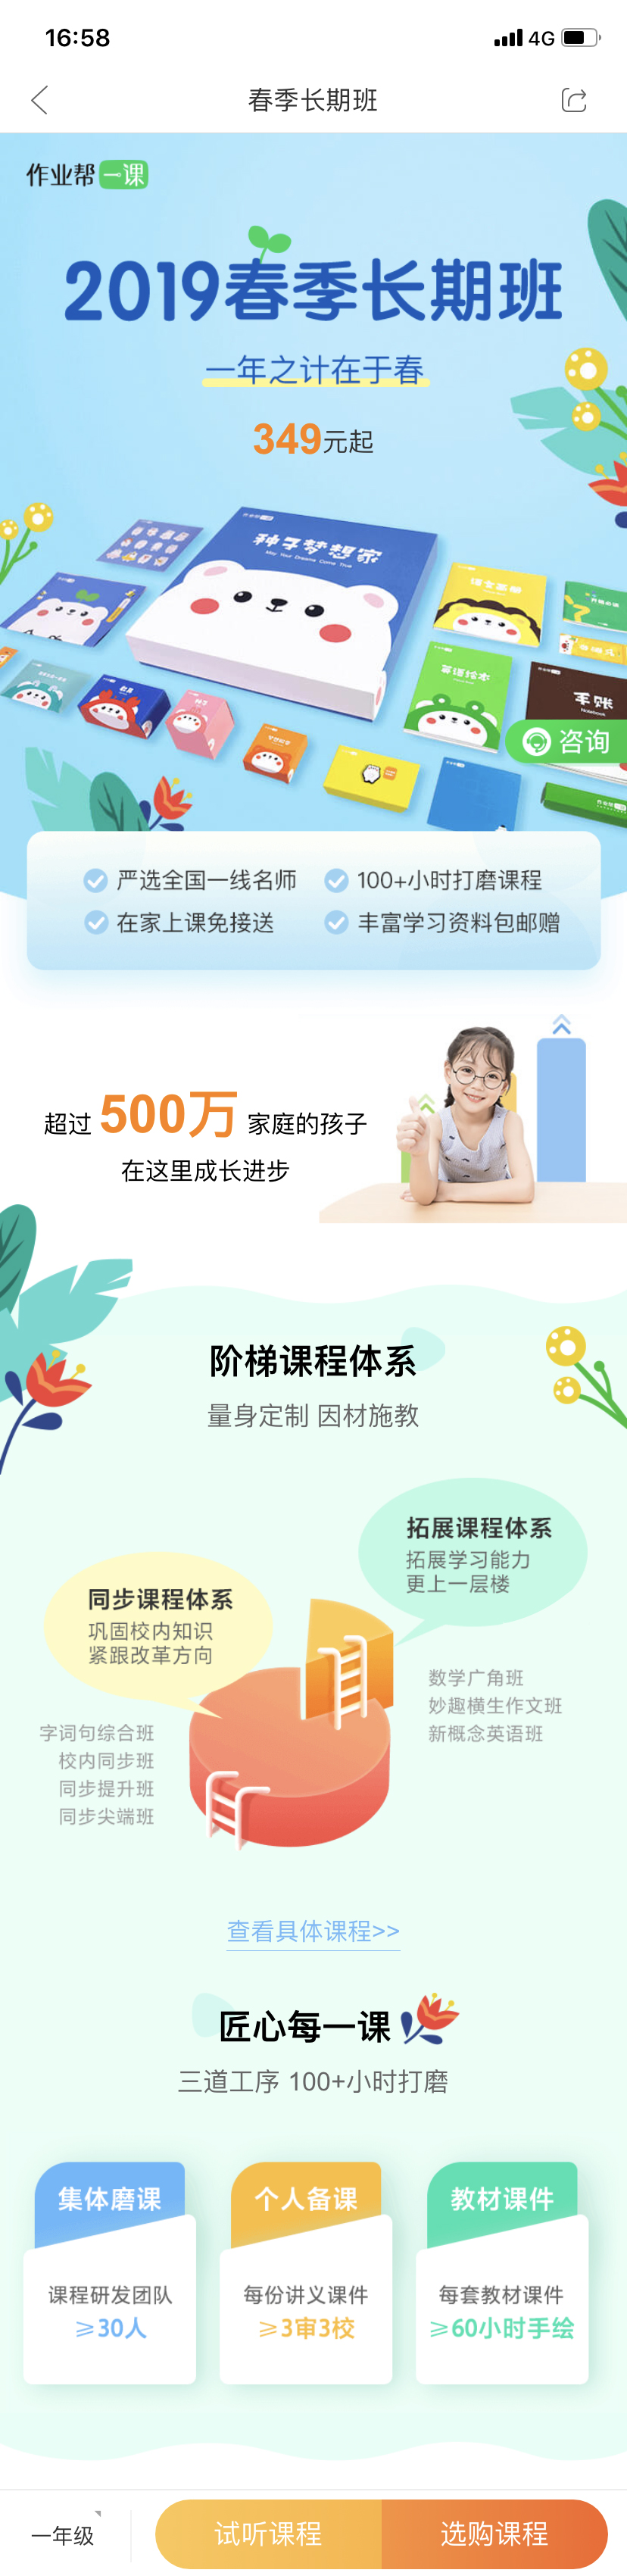 16:58
4G
春季长期班
作业帮一课
2019春季长期班
一年之计在于春
349元起
种子梦想家
May Your Dreams Come True
英语绘本
手账
Notebook
咨询
严选全国一线名师
100+小时打磨课程
在家上课免接送
丰富学习资料包邮赠
超过 500万 家庭的孩子
在这里成长进步
阶梯课程体系
量身定制 因材施教
拓展课程体系
拓展学习能力
更上一层楼
同步课程体系
巩固校内知识
紧跟改革方向
数学广角班
妙趣横生作文班
新概念英语班
字词句综合班
校内同步班
同步提升班
同步尖端班
查看具体课程>>
匠心每一课
三道工序 100+小时打磨
集体磨课
课程研发团队
≥30人
个人备课
每份讲义课件
≥3审3校
教材课件
每套教材课件
≥60小时手绘
一年级
试听课程
选购课程